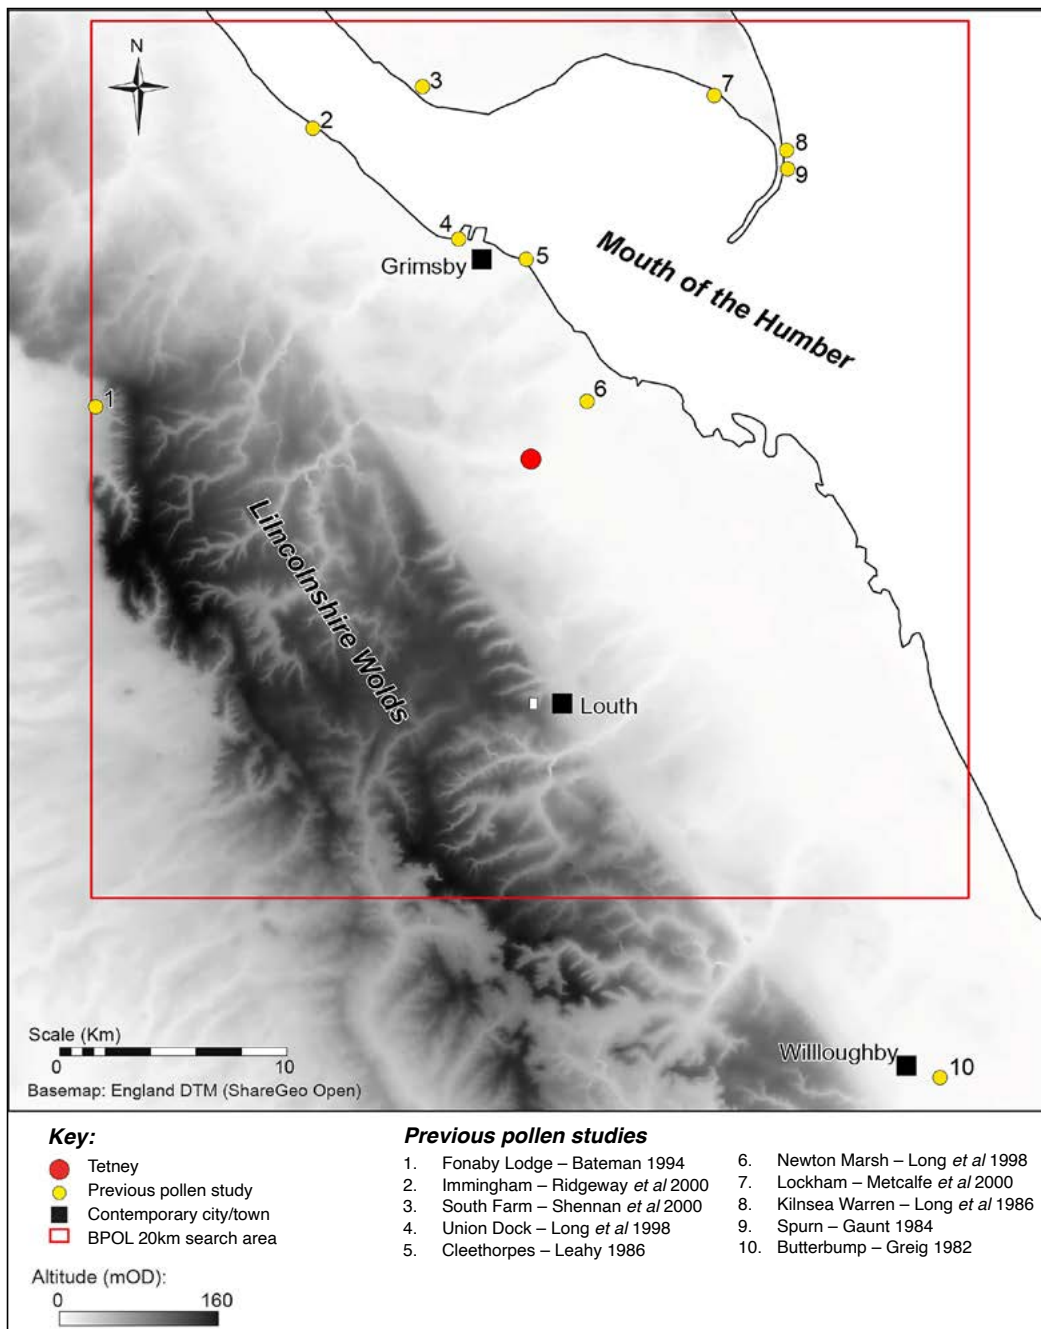 N
3
7
2
8
9
4
5
Grimsby
Mouth of the Humber
6
1
Lilncolnshire Wolds
Louth
Scale (Km)
0 10
Basemap: England DTM (ShareGeo Open)
Willloughby
10
Key:
Tetney
Previous pollen study
Contemporary city/town
BPOL 20km search area
Altitude (mOD):
0 160
Previous pollen studies
1. Fonaby Lodge – Bateman 1994
2. Immingham – Ridgeway et al 2000
3. South Farm – Shennan et al 2000
4. Union Dock – Long et al 1998
5. Cleethorpes – Leahy 1986
6. Newton Marsh – Long et al 1998
7. Lockham – Metcalfe et al 2000
8. Kilnsea Warren – Long et al 1986
9. Spurn – Gaunt 1984
10. Butterbump – Greig 1982